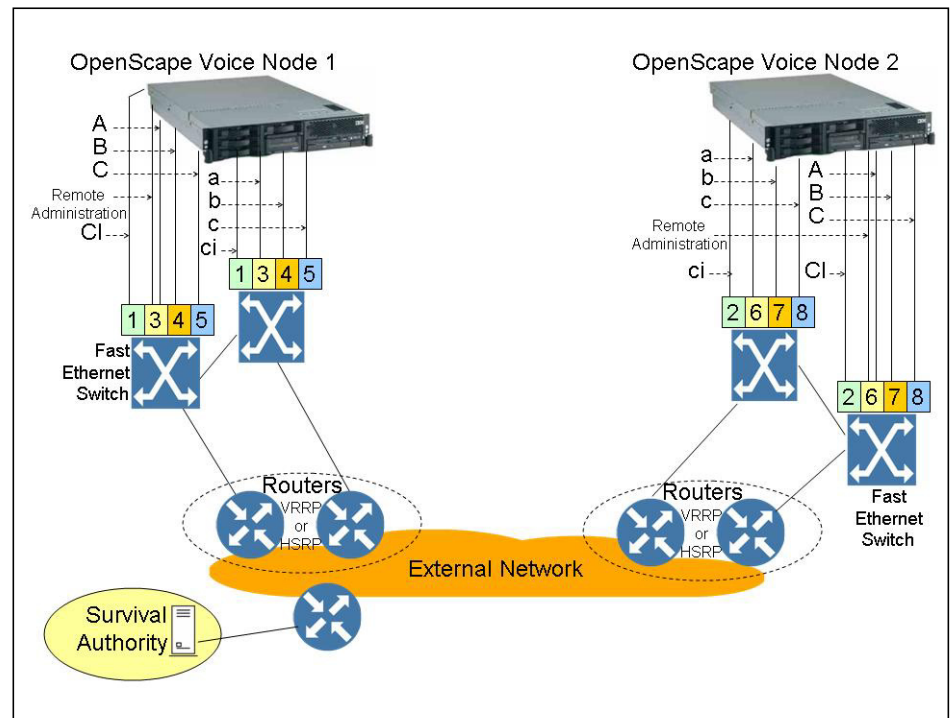 OpenScape Voice Node 1
OpenScape Voice Node 2
IBM
IBM
A
B
C
Remote
Administration
CI
a
b
c
ci
1 3 4 5
1 3 4 5
Fast
Ethernet
Switch
a
b
c
Remote
Administration
ci
A
B
C
CI
2 6 7 8
2 6 7 8
Fast
Ethernet
Switch
Routers
VRRP
or
HSRP
Routers
VRRP
or
HSRP
External Network
Survival
Authority